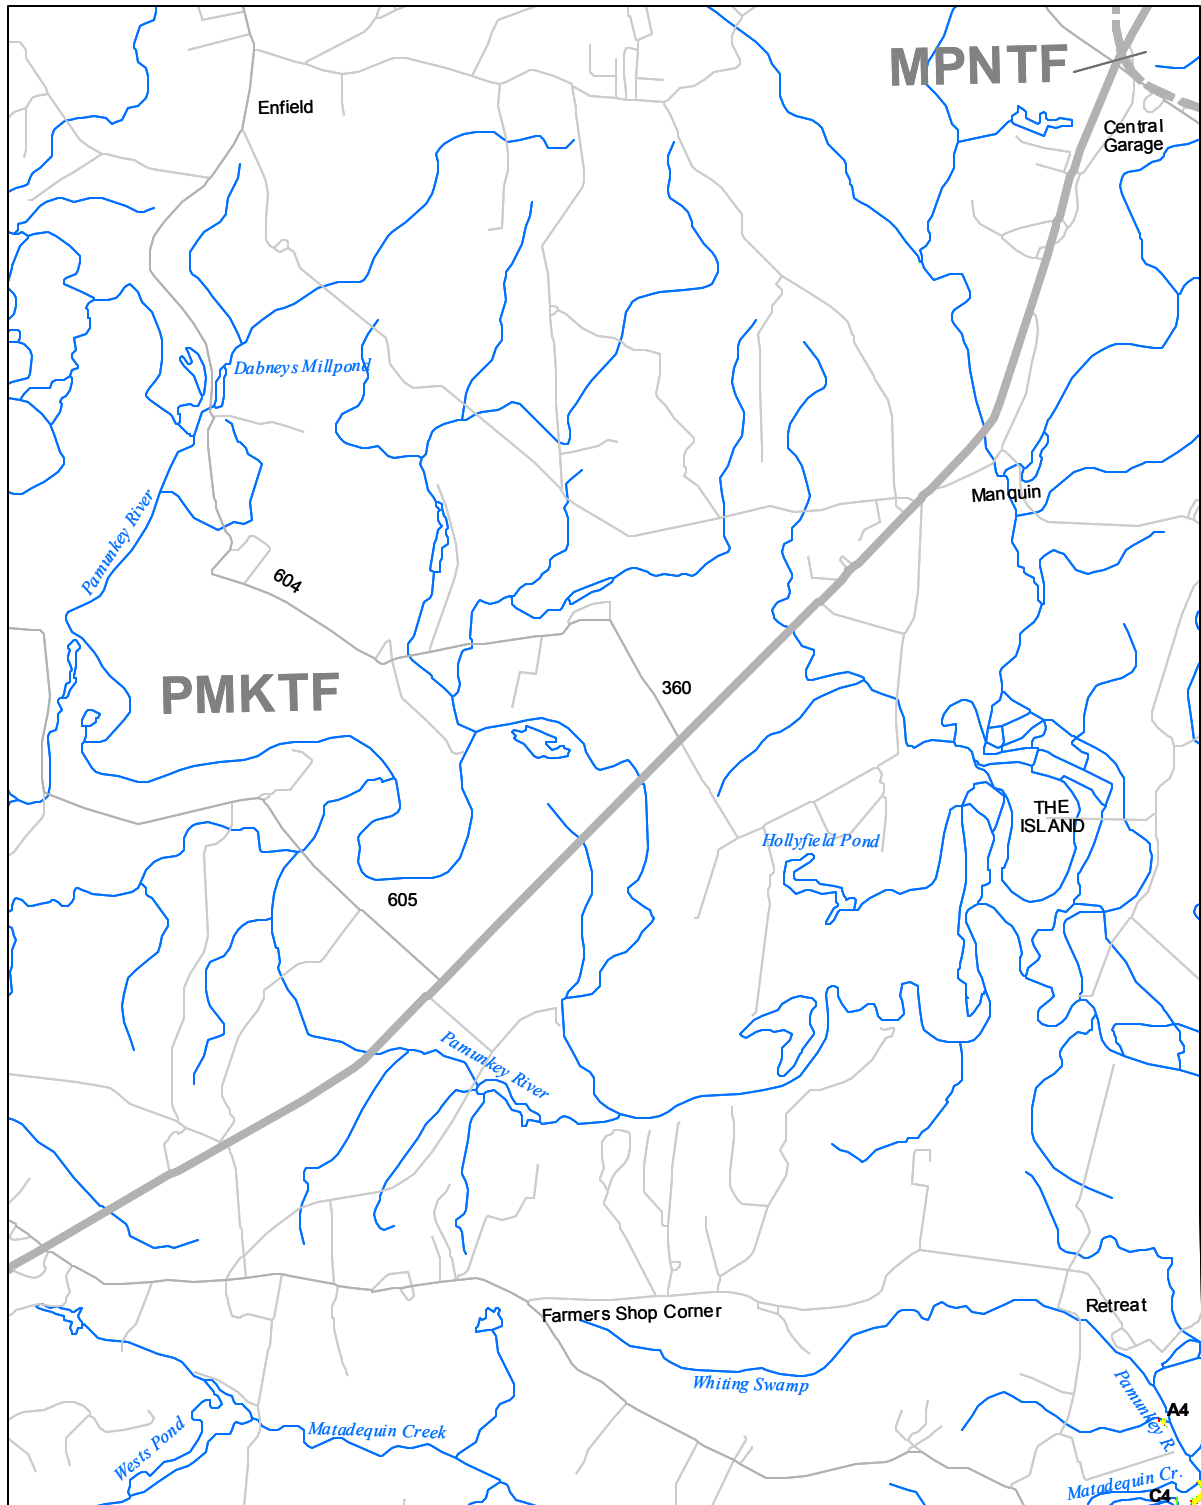 MPNTF
Enfield
Central
Garage
Dabneys Millpond
Manquin
Pamunkey River
604
PMKTF
360
THE
ISLAND
Hollyfield Pond
605
Pamunkey River
Retreat
Farmers Shop Corner
Whiting Swamp
Pamunkey R.
A4
Matadequin Creek
Wests Pond
Matadequin Cr.
C4